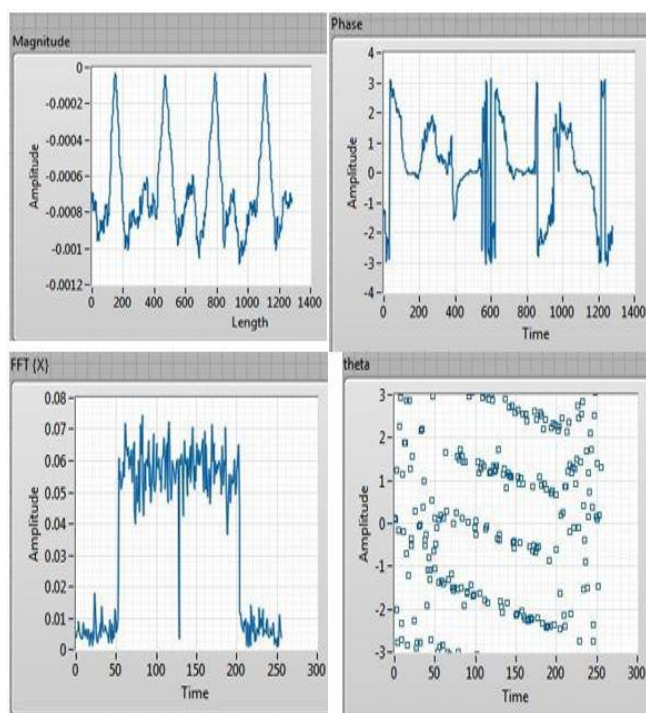 Magnitude
Amplitude
0
-0.0002
-0.0004
-0.0006
-0.0008
-0.001
-0.0012
0 200 400 600 800 1000 1200 1400
Length
Phase
Amplitude
4
3
2
1
0
-1
-2
-3
-4
0 200 400 600 800 1000 1200 1400
Time
FFT (X)
Amplitude
0.08
0.07
0.06
0.05
0.04
0.03
0.02
0.01
0
0 50 100 150 200 250 300
Time
theta
Amplitude
3
2
1
0
-1
-2
-3
0 50 100 150 200 250 300
Time